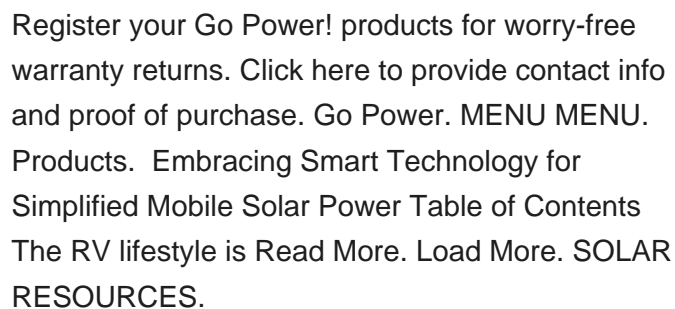 Register your Go Power! products for worry-free
warranty returns. Click here to provide contact info
and proof of purchase. Go Power. MENU MENU.
Products.  Embracing Smart Technology for
Simplified Mobile Solar Power Table of Contents
The RV lifestyle is Read More. Load More. SOLAR
RESOURCES.